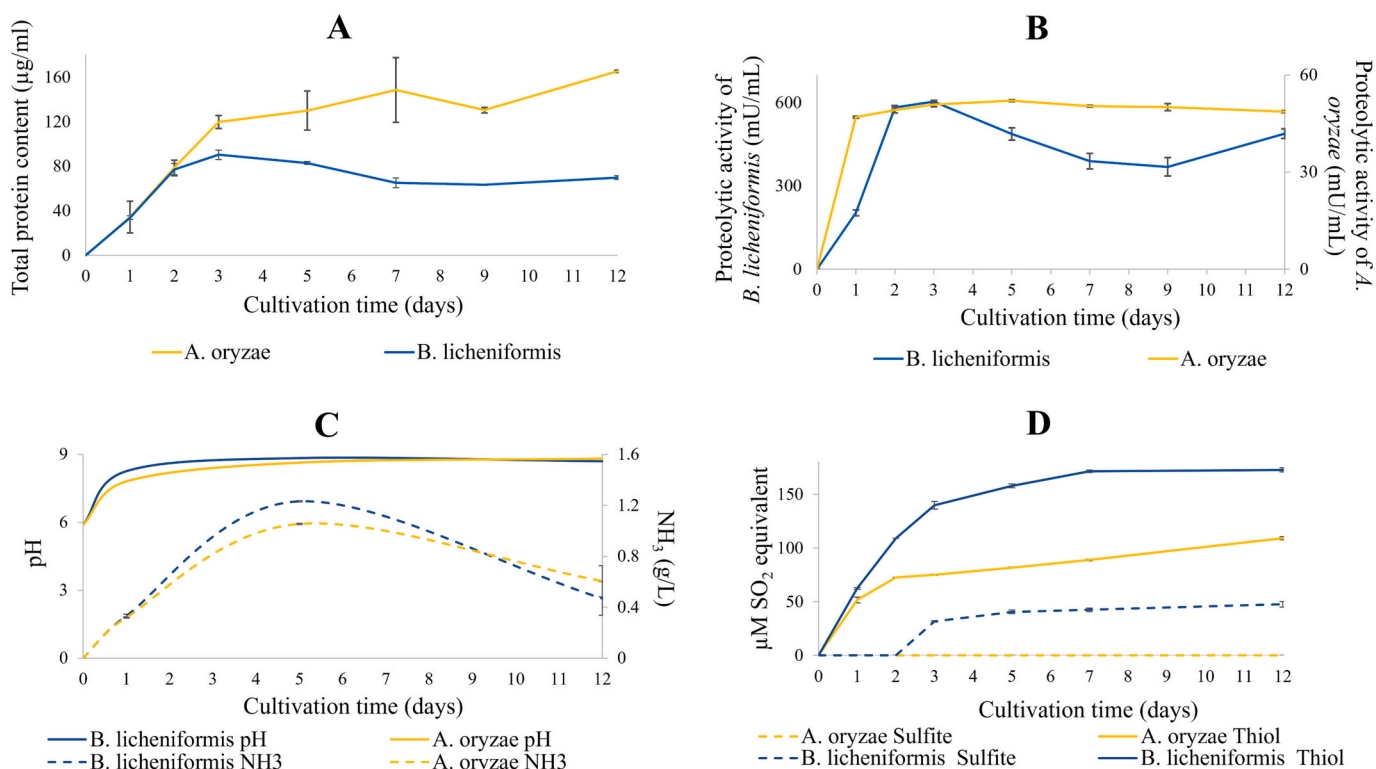 A
Total protein content (µg/ml)
160
120
80
40
0
0 1 2 3 4 5 6 7 8 9 10 11 12
Cultivation time (days)
A. oryzae B. licheniformis
B
Proteolytic activity of
B. licheniformis (mU/mL)
600
300
0
60
30
0
Proteolytic activity of A.
oryzae (mU/mL)
0 1 2 3 4 5 6 7 8 9 10 11 12
Cultivation time (days)
B. licheniformis A. oryzae
C
pH
9
6
3
0
1.6
1.2
0.8
0.4
0
NH₃ (g/L)
0 1 2 3 4 5 6 7 8 9 10 11 12
Cultivation time (days)
B. licheniformis pH A. oryzae pH
B. licheniformis NH3 A. oryzae NH3
D
µM SO₂ equivalent
150
100
50
0
0 1 2 3 4 5 6 7 8 9 10 11 12
Cultivation time (days)
A. oryzae Sulfite A. oryzae Thiol
B. licheniformis Sulfite B. licheniformis Thiol